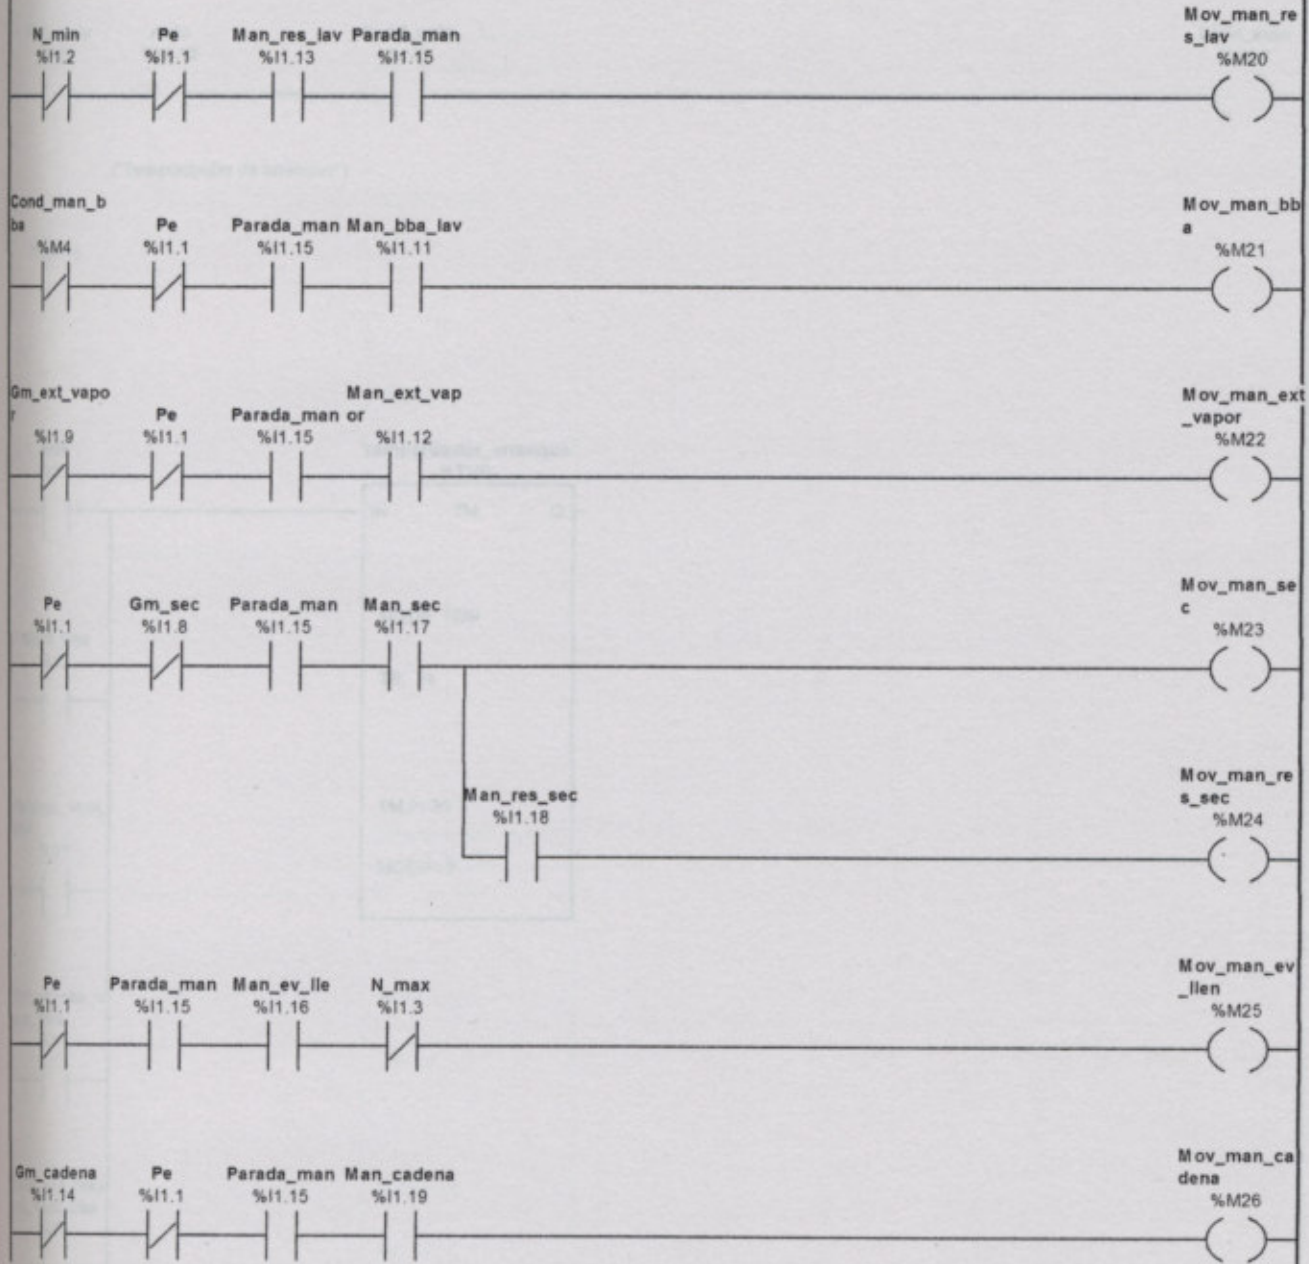 N_min Pe Man_res_lav Parada_man
%I1.2 %I1.1 %I1.13 %I1.15
Mov_man_re
s_lav
%M20
Cond_man_b
ba Pe Parada_man Man_bba_lav
%M4 %I1.1 %I1.15 %I1.11
Mov_man_bb
a
%M21
Gm_ext_vapo Man_ext_vap
r Pe Parada_man or
%I1.9 %I1.1 %I1.15 %I1.12
Mov_man_ext
_vapor
%M22
Pe Gm_sec Parada_man Man_sec
%I1.1 %I1.8 %I1.15 %I1.17
Mov_man_se
c
%M23
Man_res_sec
%I1.18
Mov_man_re
s_sec
%M24
Pe Parada_man Man_ev_lle N_max
%I1.1 %I1.15 %I1.16 %I1.3
Mov_man_ev
_llen
%M25
Gm_cadena Pe Parada_man Man_cadena
%I1.14 %I1.1 %I1.15 %I1.19
Mov_man_ca
dena
%M26